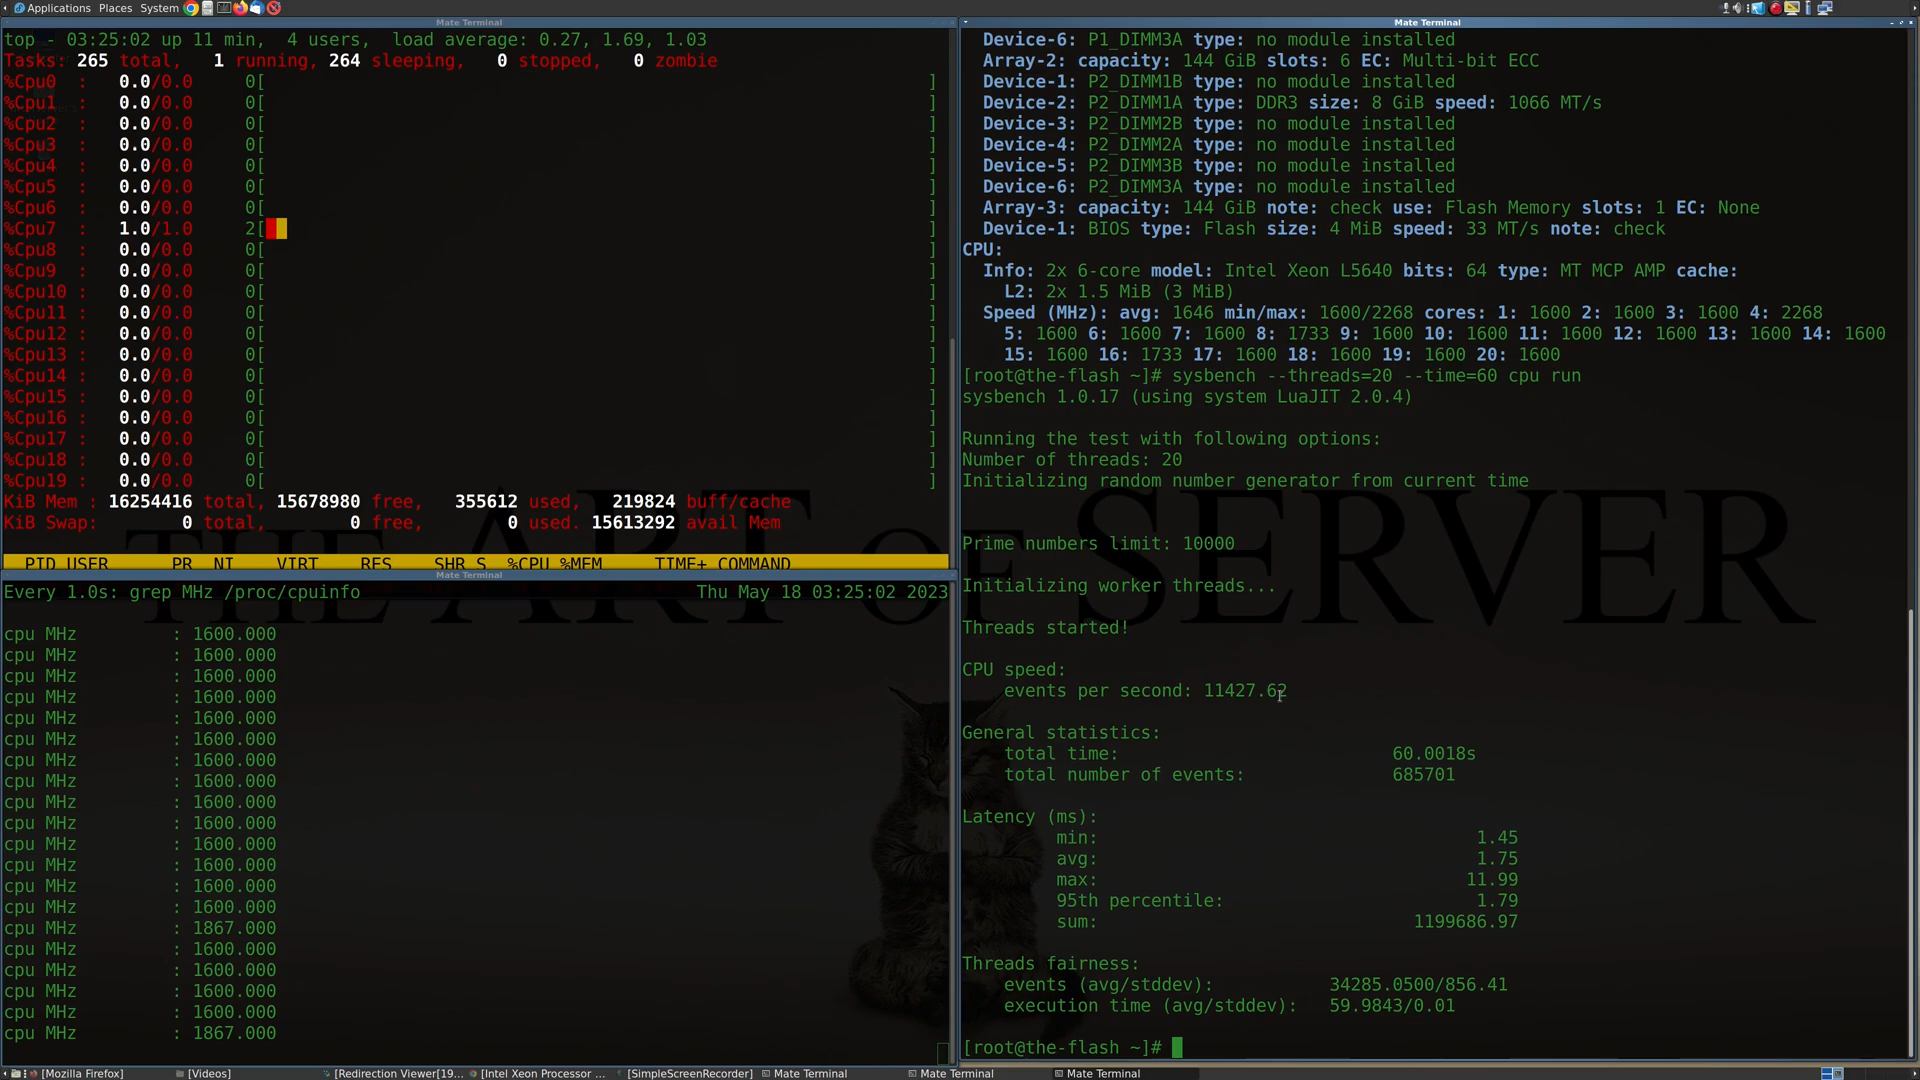 Applications Places System
Mate Terminal
top - 03:25:02 up 11 min,  4 users,  load average: 0.27, 1.69, 1.03
Tasks: 265 total,   1 running, 264 sleeping,   0 stopped,   0 zombie
%Cpu0  :   0.0/0.0     0[ ]
%Cpu1  :   0.0/0.0     0[ ]
%Cpu2  :   0.0/0.0     0[ ]
%Cpu3  :   0.0/0.0     0[ ]
%Cpu4  :   0.0/0.0     0[ ]
%Cpu5  :   0.0/0.0     0[ ]
%Cpu6  :   0.0/0.0     0[ ]
%Cpu7  :   1.0/1.0     2[ ]
%Cpu8  :   0.0/0.0     0[ ]
%Cpu9  :   0.0/0.0     0[ ]
%Cpu10 :   0.0/0.0     0[ ]
%Cpu11 :   0.0/0.0     0[ ]
%Cpu12 :   0.0/0.0     0[ ]
%Cpu13 :   0.0/0.0     0[ ]
%Cpu14 :   0.0/0.0     0[ ]
%Cpu15 :   0.0/0.0     0[ ]
%Cpu16 :   0.0/0.0     0[ ]
%Cpu17 :   0.0/0.0     0[ ]
%Cpu18 :   0.0/0.0     0[ ]
%Cpu19 :   0.0/0.0     0[ ]
KiB Mem : 16254416 total, 15678980 free,   355612 used,   219824 buff/cache
KiB Swap:        0 total,        0 free,        0 used. 15613292 avail Mem
PID USER      PR  NI    VIRT    RES    SHR S  %CPU %MEM     TIME+ COMMAND
Mate Terminal
Every 1.0s: grep MHz /proc/cpuinfo                Thu May 18 03:25:02 2023
cpu MHz         : 1600.000
cpu MHz         : 1600.000
cpu MHz         : 1600.000
cpu MHz         : 1600.000
cpu MHz         : 1600.000
cpu MHz         : 1600.000
cpu MHz         : 1600.000
cpu MHz         : 1600.000
cpu MHz         : 1600.000
cpu MHz         : 1600.000
cpu MHz         : 1600.000
cpu MHz         : 1600.000
cpu MHz         : 1600.000
cpu MHz         : 1600.000
cpu MHz         : 1867.000
cpu MHz         : 1600.000
cpu MHz         : 1600.000
cpu MHz         : 1600.000
cpu MHz         : 1600.000
cpu MHz         : 1867.000
Mate Terminal
Device-6: P1_DIMM3A type: no module installed
Array-2: capacity: 144 GiB slots: 6 EC: Multi-bit ECC
Device-1: P2_DIMM1B type: no module installed
Device-2: P2_DIMM1A type: DDR3 size: 8 GiB speed: 1066 MT/s
Device-3: P2_DIMM2B type: no module installed
Device-4: P2_DIMM2A type: no module installed
Device-5: P2_DIMM3B type: no module installed
Device-6: P2_DIMM3A type: no module installed
Array-3: capacity: 144 GiB note: check use: Flash Memory slots: 1 EC: None
Device-1: BIOS type: Flash size: 4 MiB speed: 33 MT/s note: check
CPU:
Info: 2x 6-core model: Intel Xeon L5640 bits: 64 type: MT MCP AMP cache:
L2: 2x 1.5 MiB (3 MiB)
Speed (MHz): avg: 1646 min/max: 1600/2268 cores: 1: 1600 2: 1600 3: 1600 4: 2268
5: 1600 6: 1600 7: 1600 8: 1733 9: 1600 10: 1600 11: 1600 12: 1600 13: 1600 14: 1600
15: 1600 16: 1733 17: 1600 18: 1600 19: 1600 20: 1600
[root@the-flash ~]# sysbench --threads=20 --time=60 cpu run
sysbench 1.0.17 (using system LuaJIT 2.0.4)
Running the test with following options:
Number of threads: 20
Initializing random number generator from current time
Prime numbers limit: 10000
Initializing worker threads...
Threads started!
CPU speed:
events per second: 11427.62
General statistics:
total time:                          60.0018s
total number of events:              685701
Latency (ms):
min:                                    1.45
avg:                                    1.75
max:                                   11.99
95th percentile:                        1.79
sum:                              1199686.97
Threads fairness:
events (avg/stddev):           34285.0500/856.41
execution time (avg/stddev):   59.9843/0.01
[root@the-flash ~]#
THE ART OF SERVER
[Mozilla Firefox]
[Videos]
[Redirection Viewer[19...
[Intel Xeon Processor ...
[SimpleScreenRecorder]
Mate Terminal
Mate Terminal
Mate Terminal